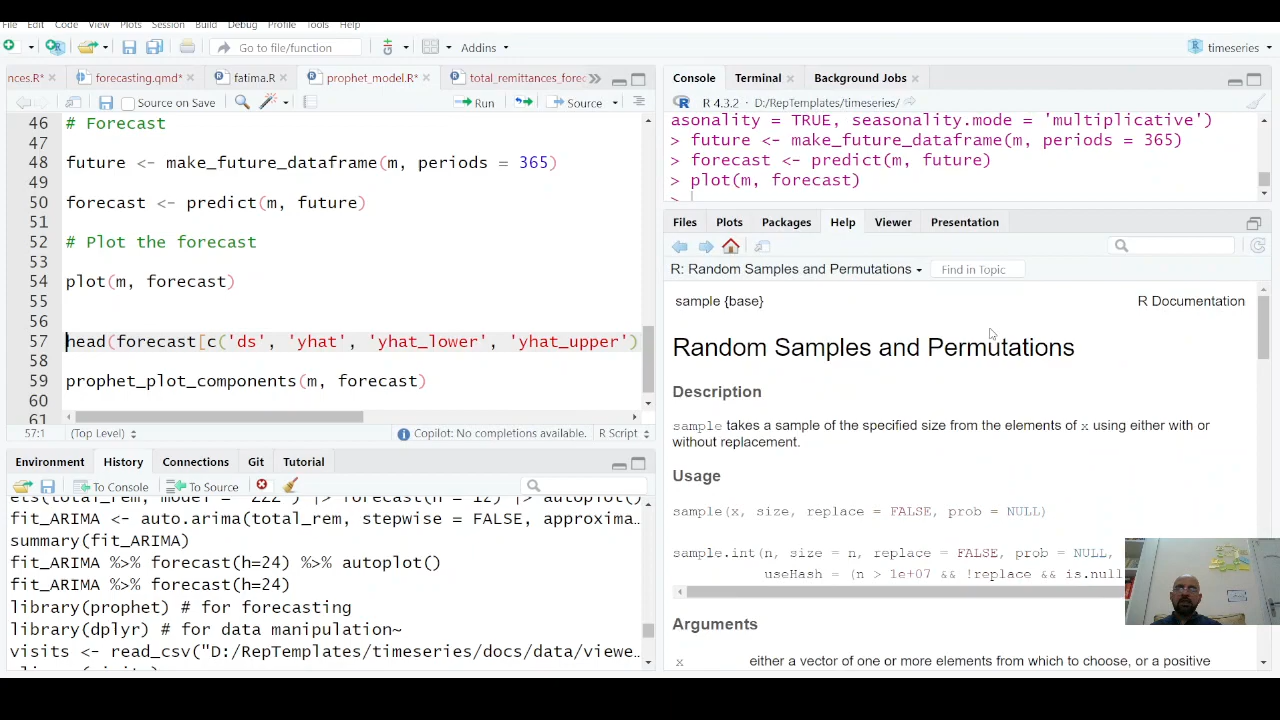 File Edit Code View Plots Session Build Debug Profile Tools Help
Go to file/function
Addins
timeseries
nces.R*
forecasting.qmd*
fatima.R
prophet_model.R*
total_remittances_forec
Source on Save
Run
Source
46 # Forecast
47
48 future <- make_future_dataframe(m, periods = 365)
49
50 forecast <- predict(m, future)
51
52 # Plot the forecast
53
54 plot(m, forecast)
55
56
57 head(forecast[c('ds', 'yhat', 'yhat_lower', 'yhat_upper')
58
59 prophet_plot_components(m, forecast)
60
61
57:1 (Top Level) Copilot: No completions available. R Script
Environment History Connections Git Tutorial
To Console To Source
ets(total_rem, model = "ZZZ") |> forecast(h = 12) |> autoplot()
fit_ARIMA <- auto.arima(total_rem, stepwise = FALSE, approxima…
summary(fit_ARIMA)
fit_ARIMA %>% forecast(h=24) %>% autoplot()
fit_ARIMA %>% forecast(h=24)
library(prophet) # for forecasting
library(dplyr) # for data manipulation~
visits <- read_csv("D:/RepTemplates/timeseries/docs/data/viewe…
Console Terminal Background Jobs
R 4.3.2 · D:/RepTemplates/timeseries/
asonality = TRUE, seasonality.mode = 'multiplicative')
> future <- make_future_dataframe(m, periods = 365)
> forecast <- predict(m, future)
> plot(m, forecast)
>
Files Plots Packages Help Viewer Presentation
R: Random Samples and Permutations
Find in Topic
sample {base}
R Documentation
Random Samples and Permutations
Description
sample takes a sample of the specified size from the elements of x using either with or
without replacement.
Usage
sample(x, size, replace = FALSE, prob = NULL)
sample.int(n, size = n, replace = FALSE, prob = NULL,
useHash = (n > 1e+07 && !replace && is.null
Arguments
x either a vector of one or more elements from which to choose, or a positive